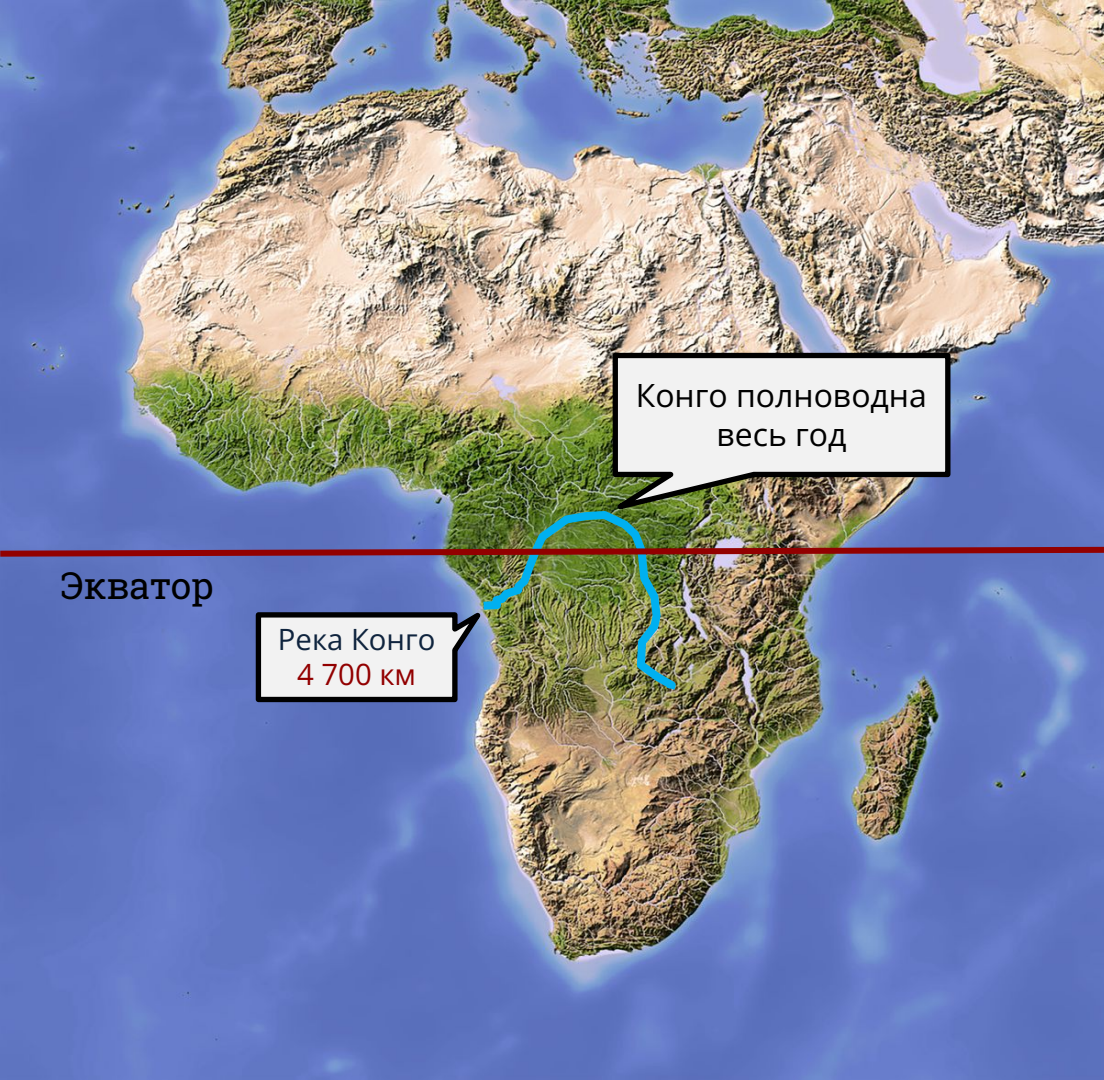 Конго полноводна
весь год
Экватор
Река Конго
4 700 км